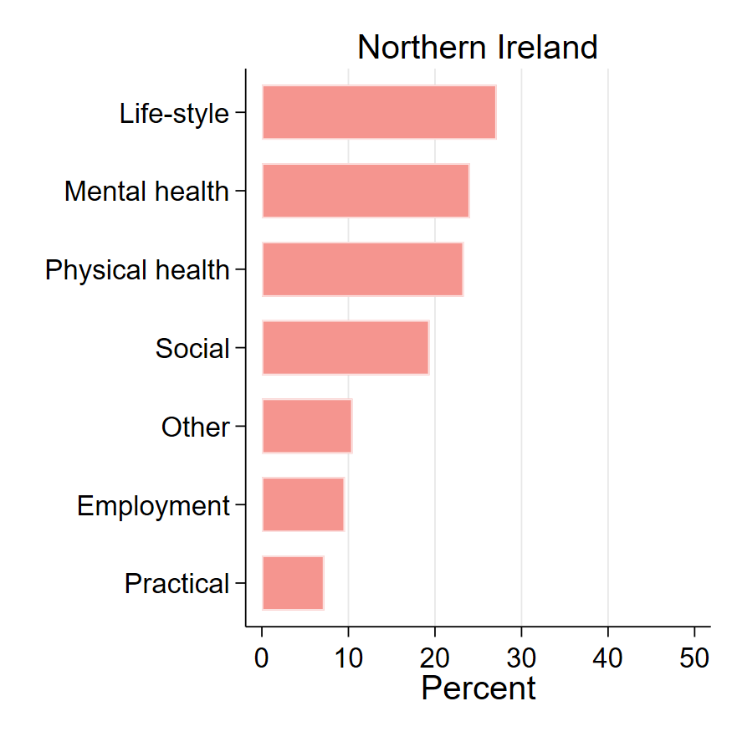 Northern Ireland
Life-style
Mental health
Physical health
Social
Other
Employment
Practical
0 10 20 30 40 50
Percent